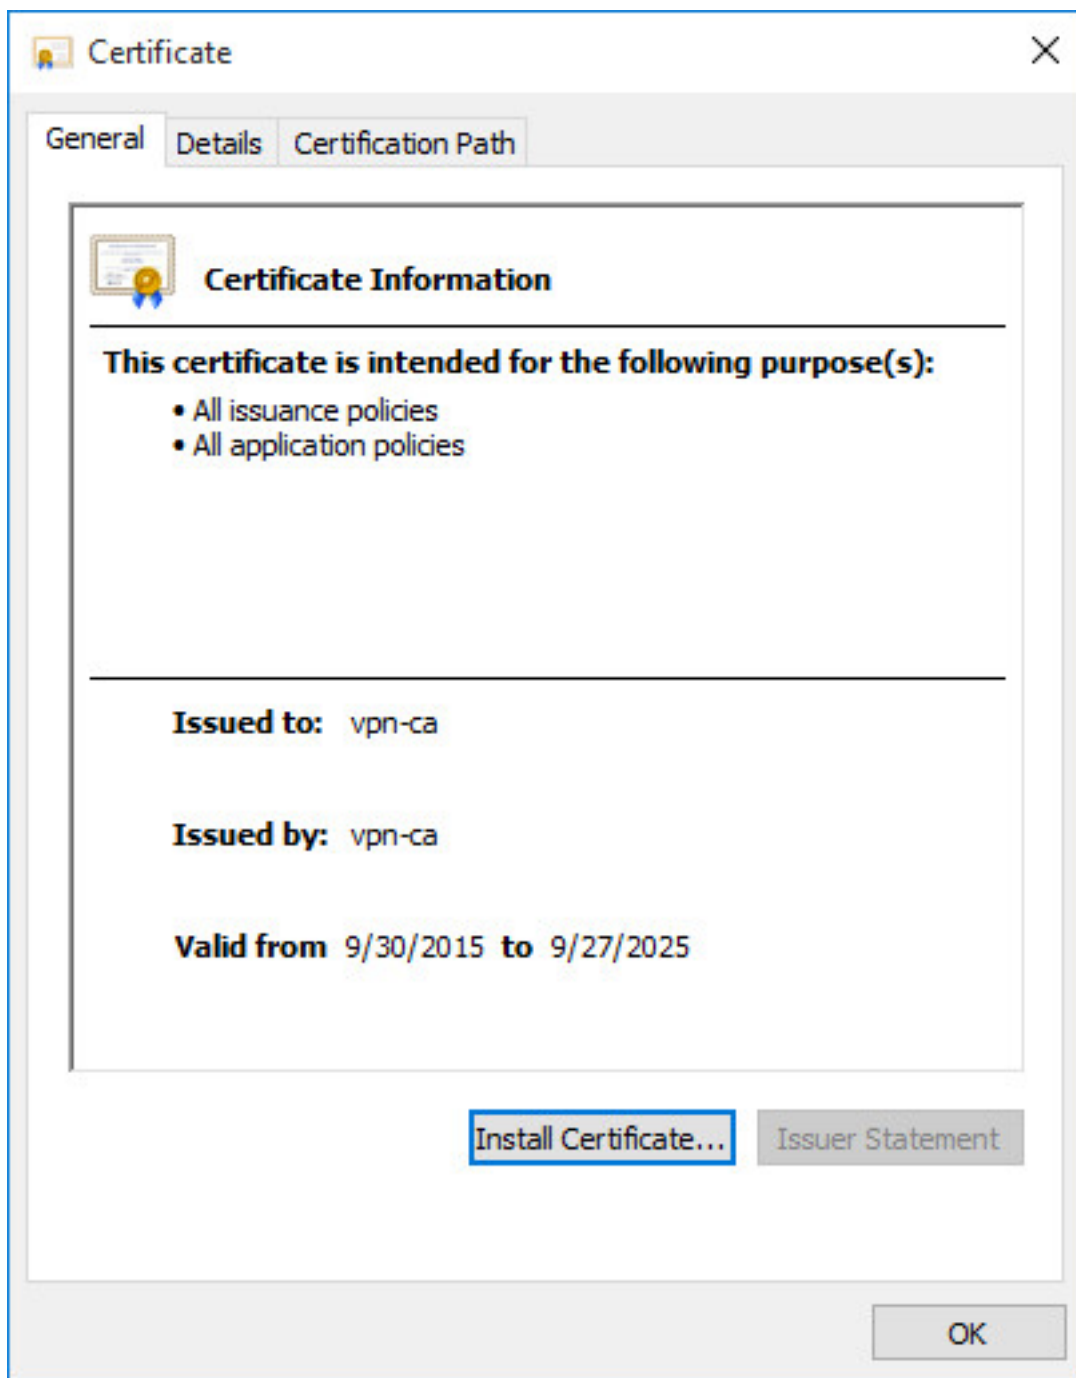 Certificate
General Details Certification Path
Certificate Information
This certificate is intended for the following purpose(s):
• All issuance policies
• All application policies
Issued to: vpn-ca
Issued by: vpn-ca
Valid from 9/30/2015 to 9/27/2025
Install Certificate... Issuer Statement
OK